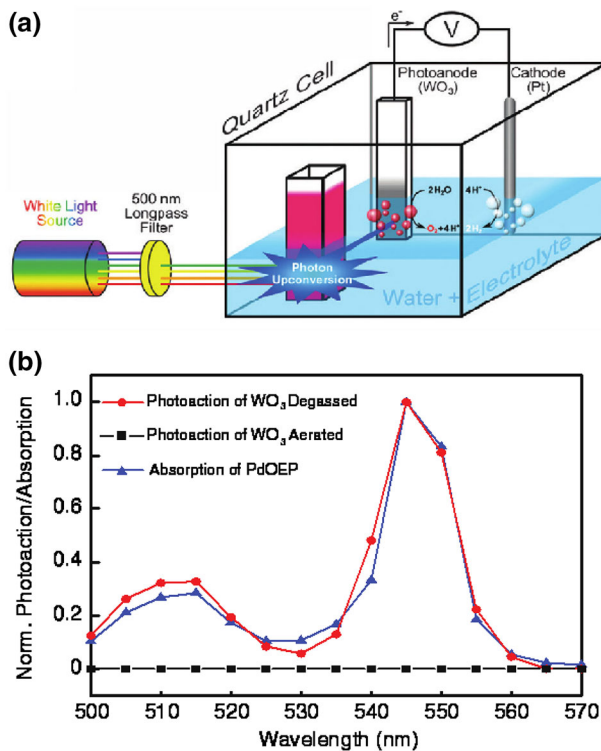 (a)
e⁻
V
Photoanode
(WO₃)
Cathode
(Pt)
Quartz Cell
500 nm
Longpass
Filter
White Light
Source
2H₂O
4H⁺
O₂+4H⁺
2H₂
Photon
Upconversion
Water + Electrolyte
(b)
Norm. Photoaction/Absorption
1.0
0.8
0.6
0.4
0.2
0
Photoaction of WO₃ Degassed
Photoaction of WO₃ Aerated
Absorption of PdOEP
500 510 520 530 540 550 560 570
Wavelength (nm)